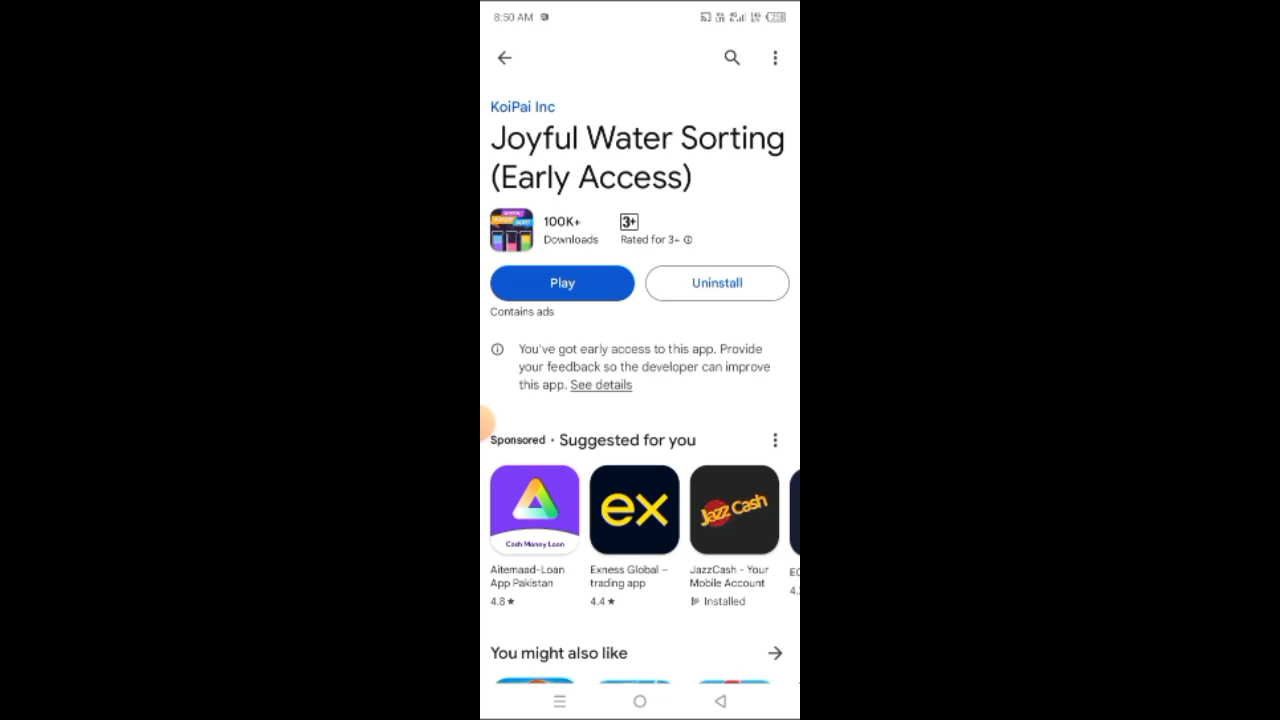 8:50 AM
KoiPai Inc
Joyful Water Sorting
(Early Access)
100K+
3+
Downloads
Rated for 3+
Play
Uninstall
Contains ads
You've got early access to this app. Provide
your feedback so the developer can improve
this app. See details
Sponsored · Suggested for you
Cash Money Loan
ex
Jazz Cash
Aitemaad-Loan
App Pakistan
Exness Global –
trading app
JazzCash - Your
Mobile Account
4.8★
4.4★
Installed
You might also like